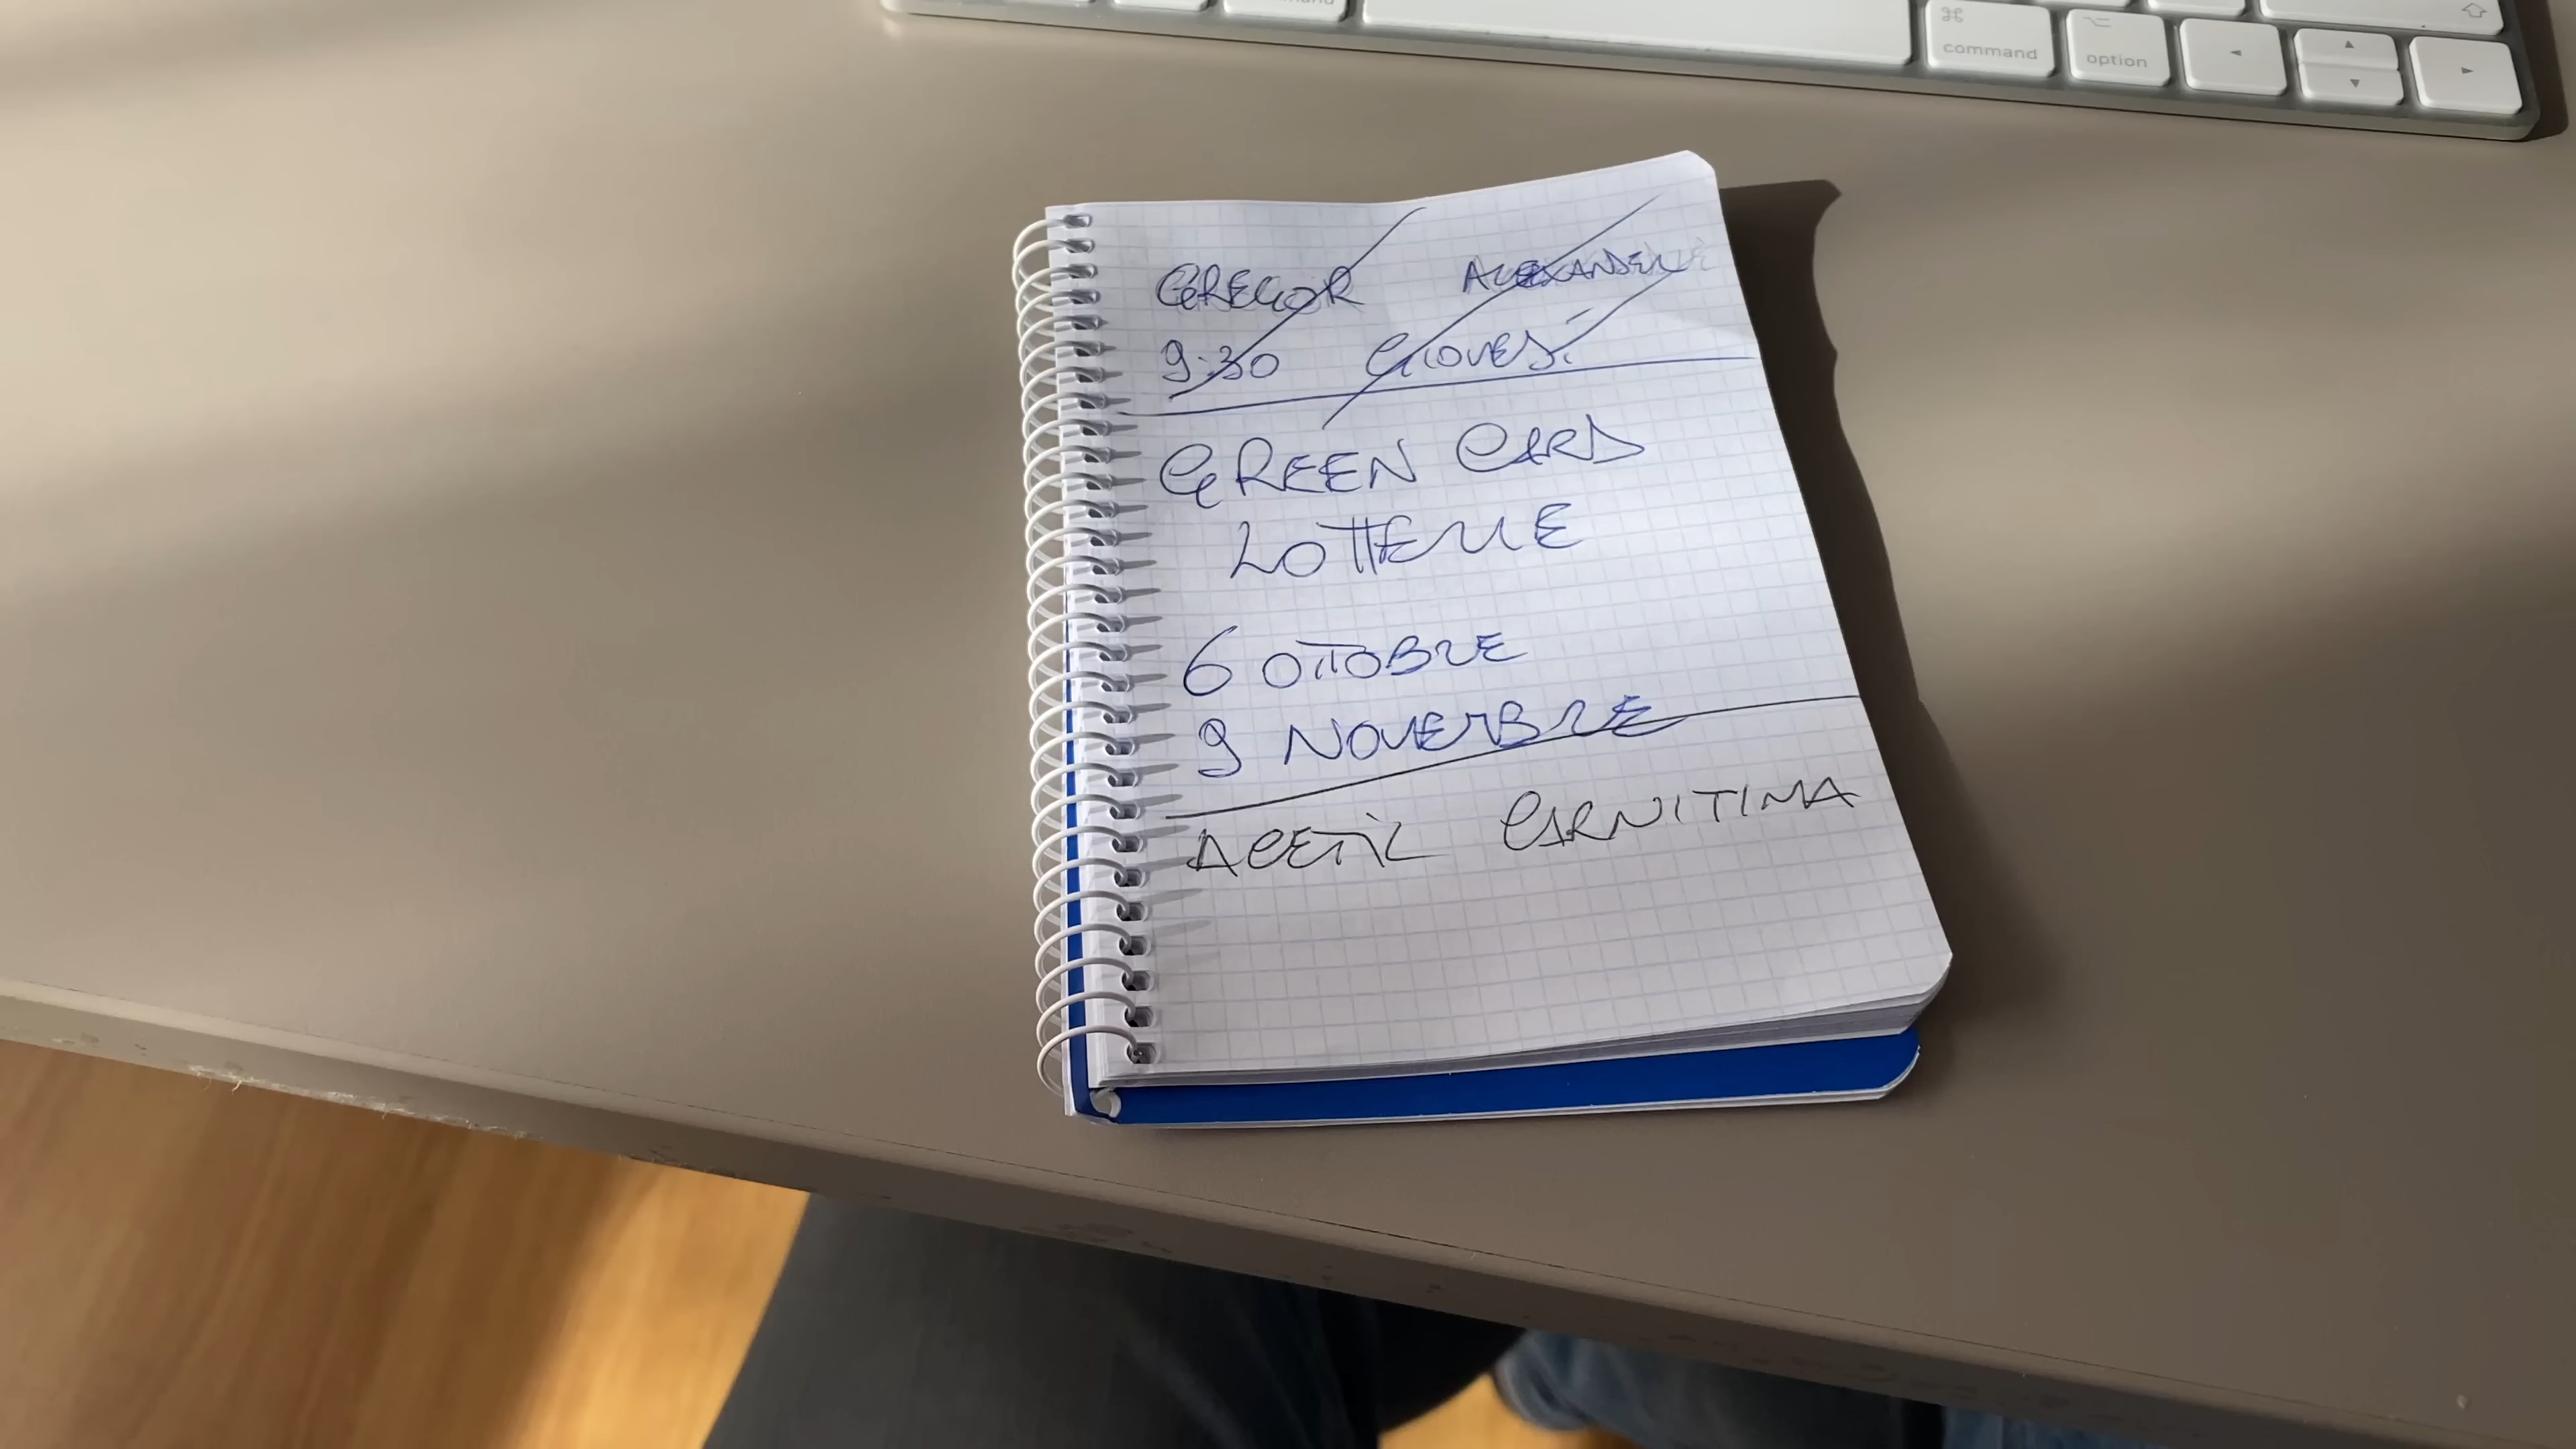 command option
GREGOR ALEXANDER
9:30 GIOVEDÌ
GREEN CARD
LOTTERIE
6 OTTOBRE
9 NOVEMBRE
ACETIL CARNITINA